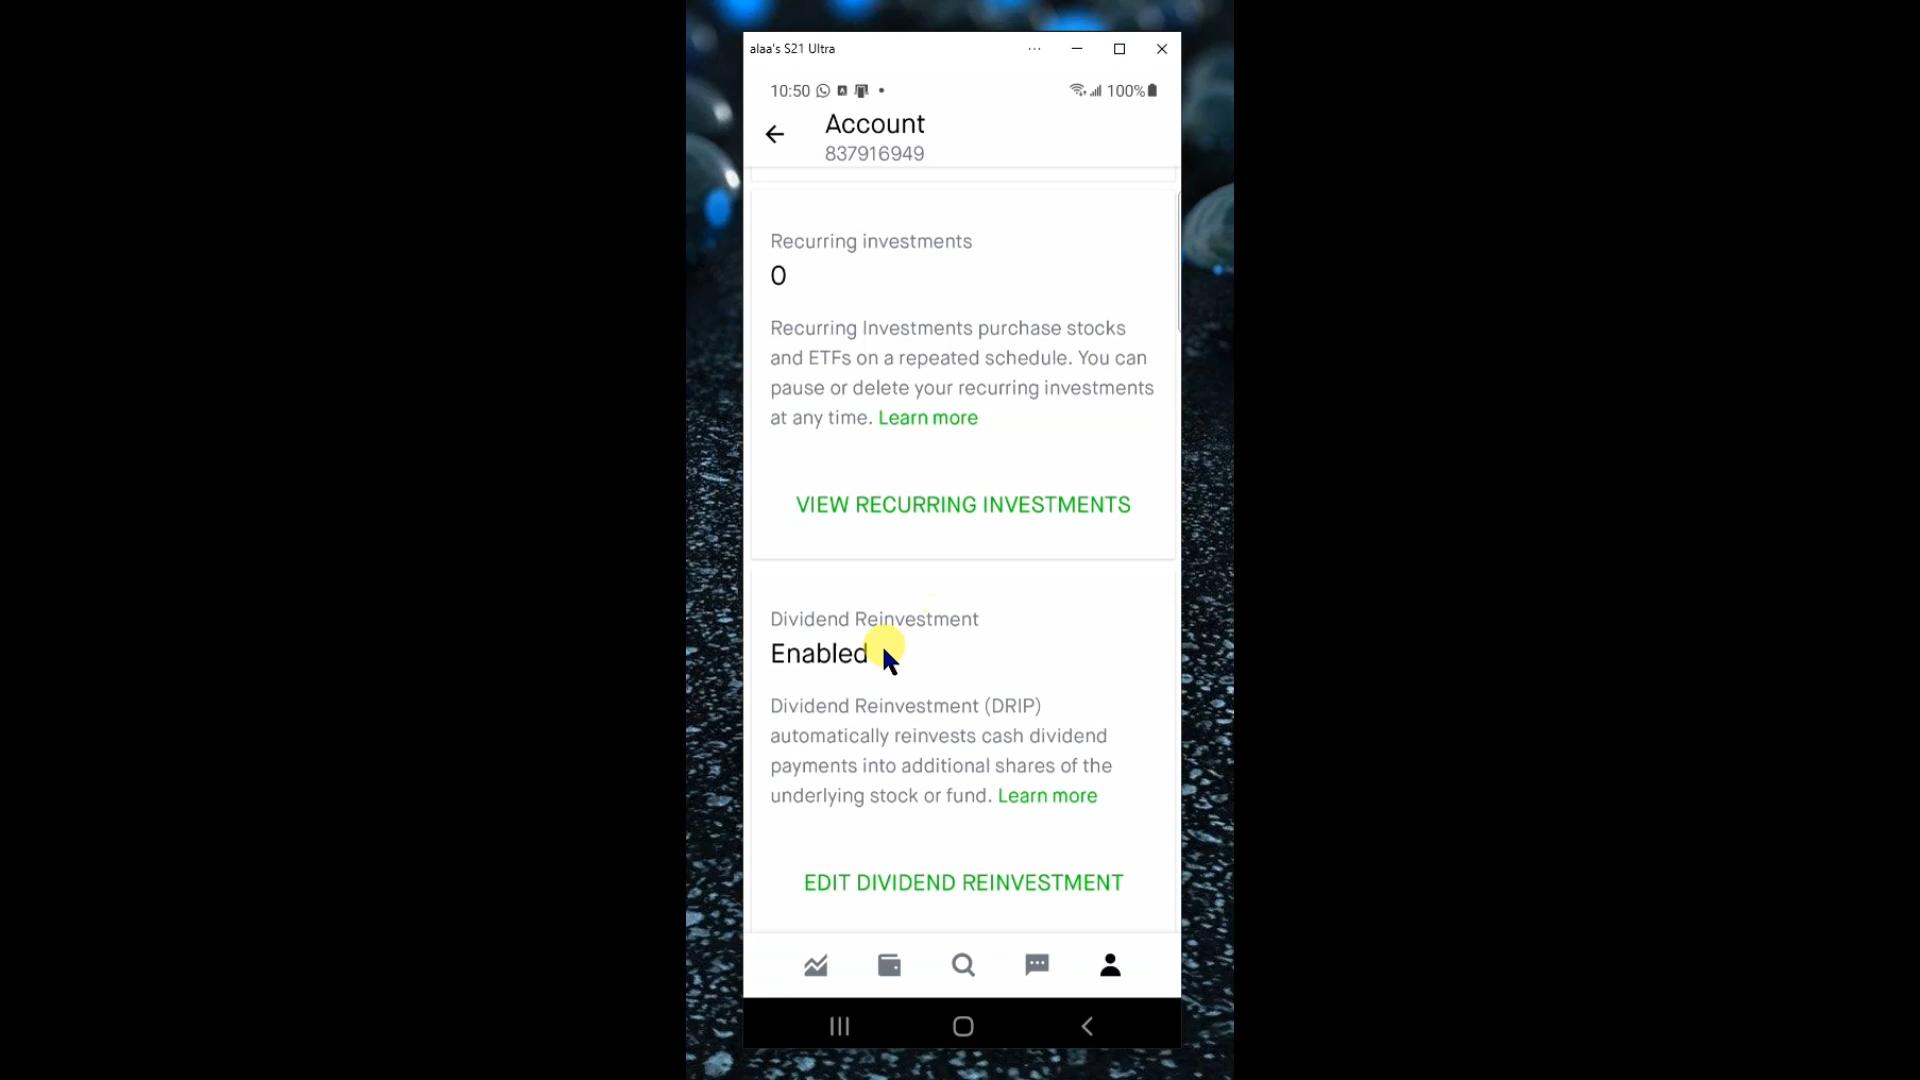 alaa's S21 Ultra
10:50
100%
Account
837916949
Recurring investments
0
Recurring Investments purchase stocks
and ETFs on a repeated schedule. You can
pause or delete your recurring investments
at any time. Learn more
VIEW RECURRING INVESTMENTS
Dividend Reinvestment
Enabled
Dividend Reinvestment (DRIP)
automatically reinvests cash dividend
payments into additional shares of the
underlying stock or fund. Learn more
EDIT DIVIDEND REINVESTMENT